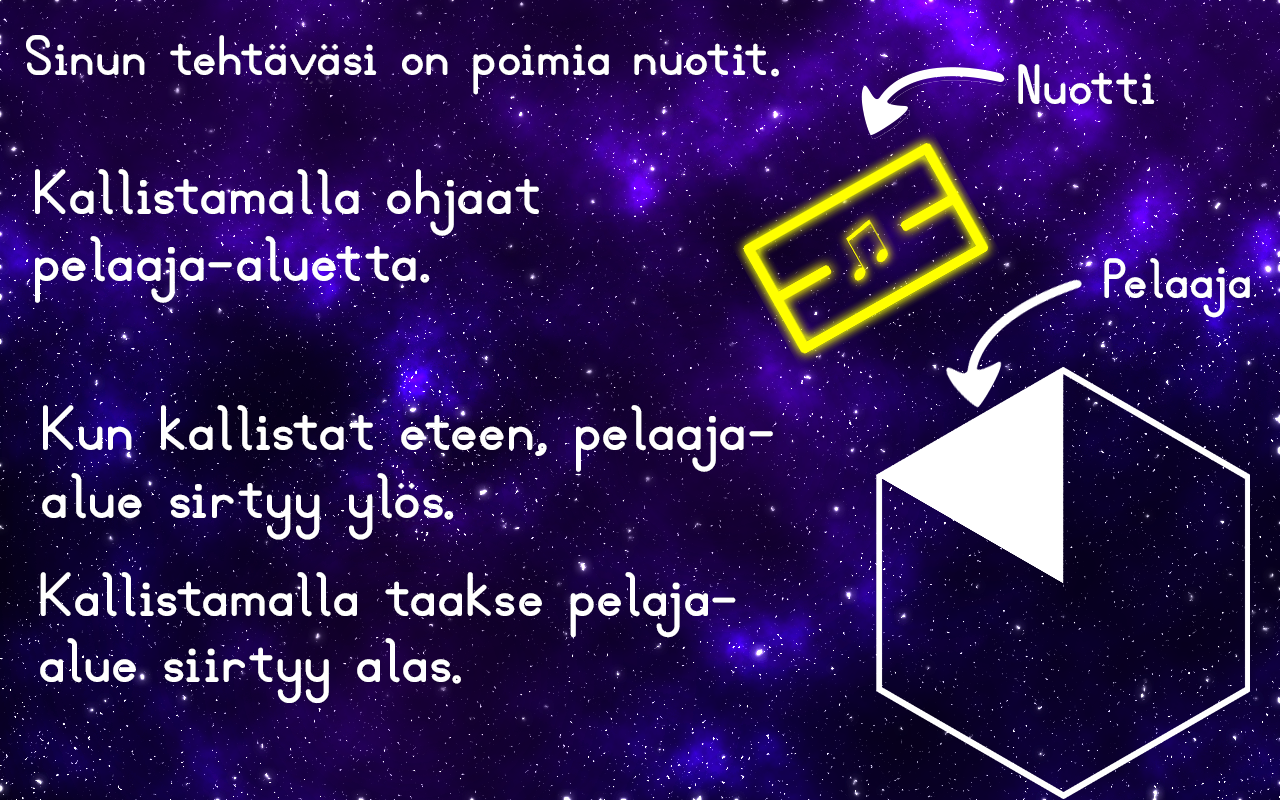 Sinun tehtäväsi on poimia nuotit.
Nuotti
Kallistamalla ohjaat
pelaaja-aluetta.
Pelaaja
Kun kallistat eteen, pelaaja-
alue sirtyy ylös.
Kallistamalla taakse pelaja-
alue siirtyy alas.